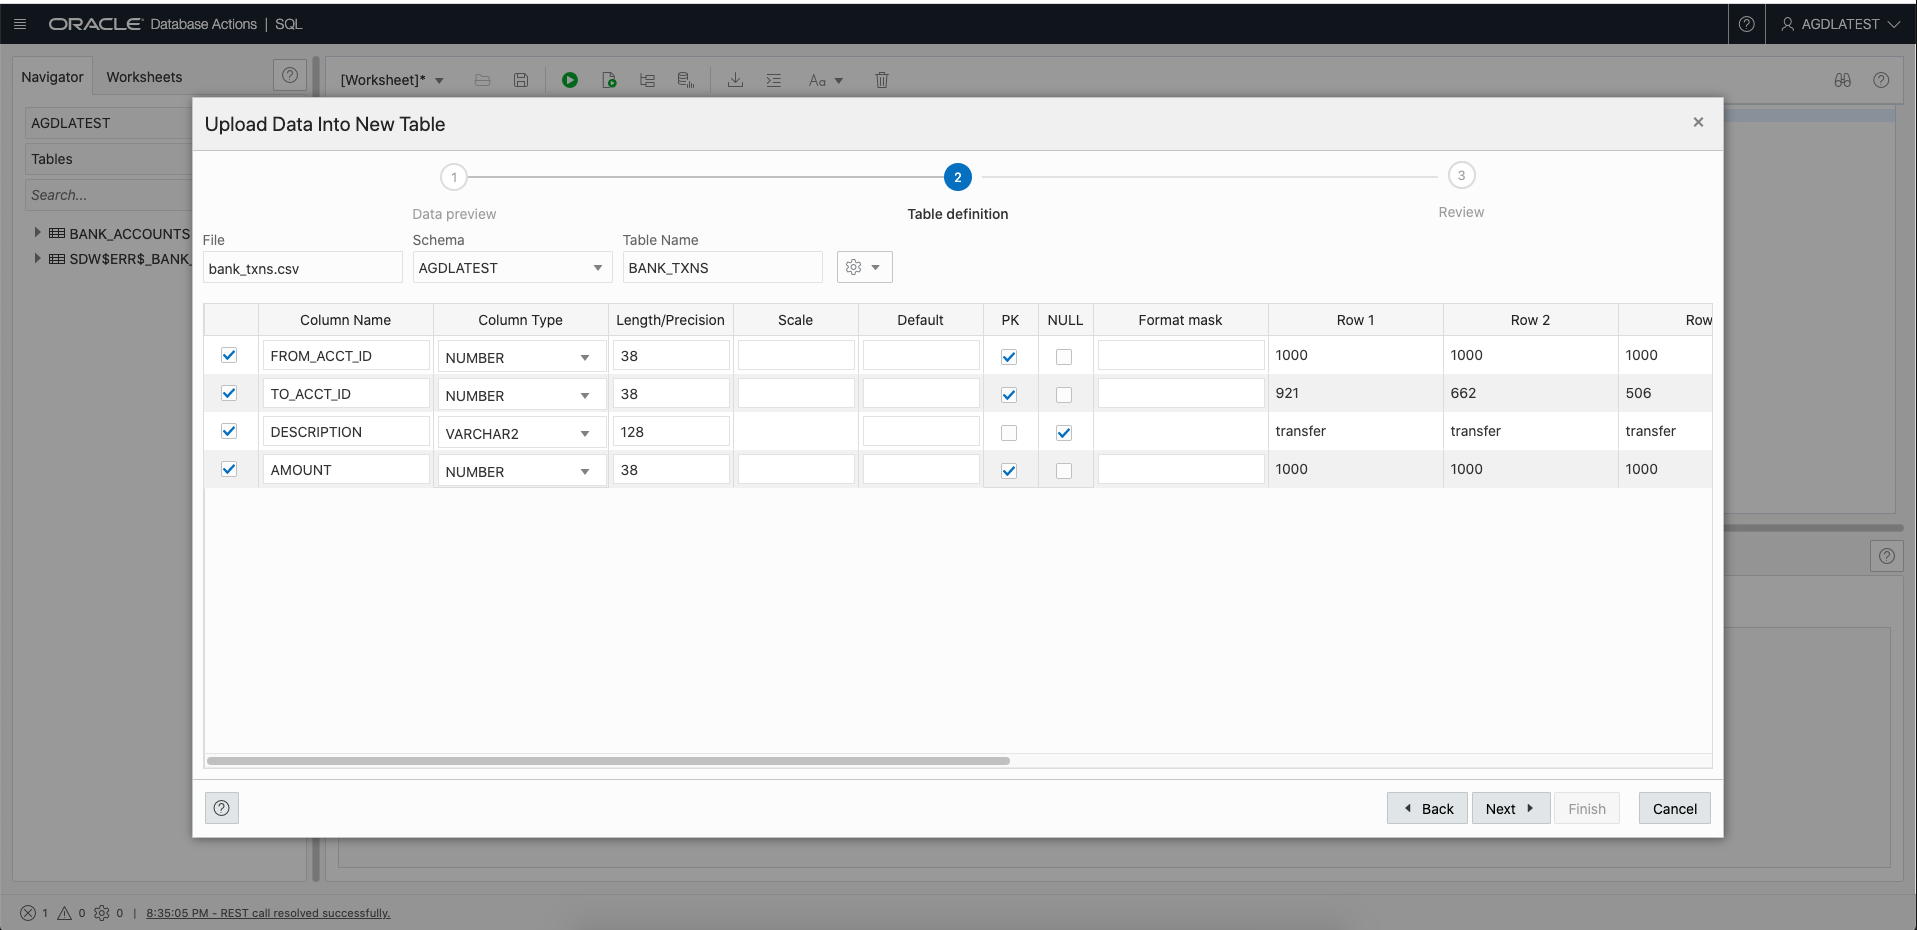 ORACLE Database Actions | SQL
AGDLATEST
Navigator
Worksheets
[Worksheet]*
Aa
AGDLATEST
Tables
Search...
BANK_ACCOUNTS
SDW$ERR$_BANK_
Upload Data Into New Table
1
2
3
Data preview
Table definition
Review
File
Schema
Table Name
bank_txns.csv
AGDLATEST
BANK_TXNS
Column Name Column Type Length/Precision Scale Default PK NULL Format mask Row 1 Row 2 Row
FROM_ACCT_ID NUMBER 38 1000 1000 1000
TO_ACCT_ID NUMBER 38 921 662 506
DESCRIPTION VARCHAR2 128 transfer transfer transfer
AMOUNT NUMBER 38 1000 1000 1000
Back
Next
Finish
Cancel
1 0 0 | 8:35:05 PM - REST call resolved successfully.